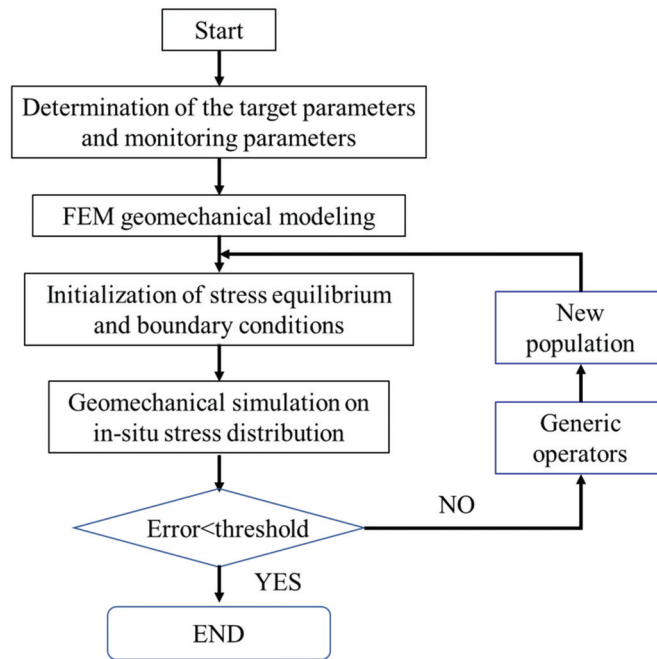 Start
Determination of the target parameters
and monitoring parameters
FEM geomechanical modeling
Initialization of stress equilibrium
and boundary conditions
New
population
Geomechanical simulation on
in-situ stress distribution
Generic
operators
Error<threshold
NO
YES
END